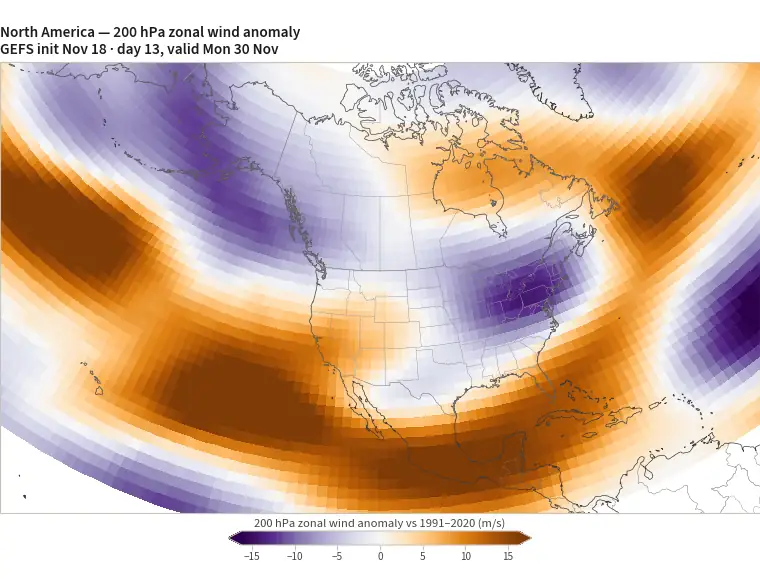 North America — 200 hPa zonal wind anomaly
GEFS init Nov 18 · day 13, valid Mon 30 Nov
200 hPa zonal wind anomaly vs 1991–2020 (m/s)
−15 −10 −5 0 5 10 15